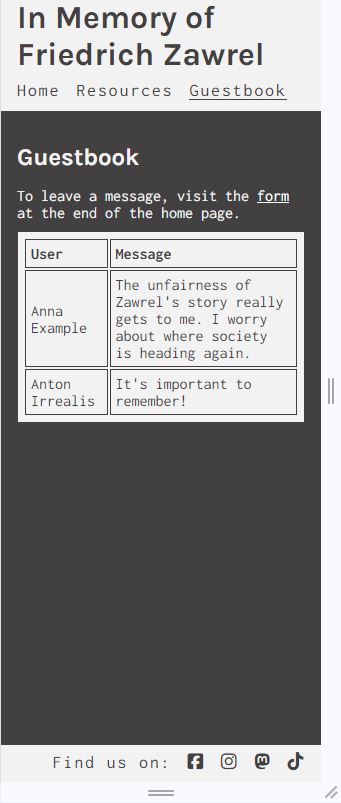 In Memory of
Friedrich Zawrel
Home Resources Guestbook
Guestbook
To leave a message, visit the form
at the end of the home page.
User Message
Anna
Example
The unfairness of
Zawrel's story really
gets to me. I worry
about where society
is heading again.
Anton
Irrealis
It's important to
remember!
Find us on: